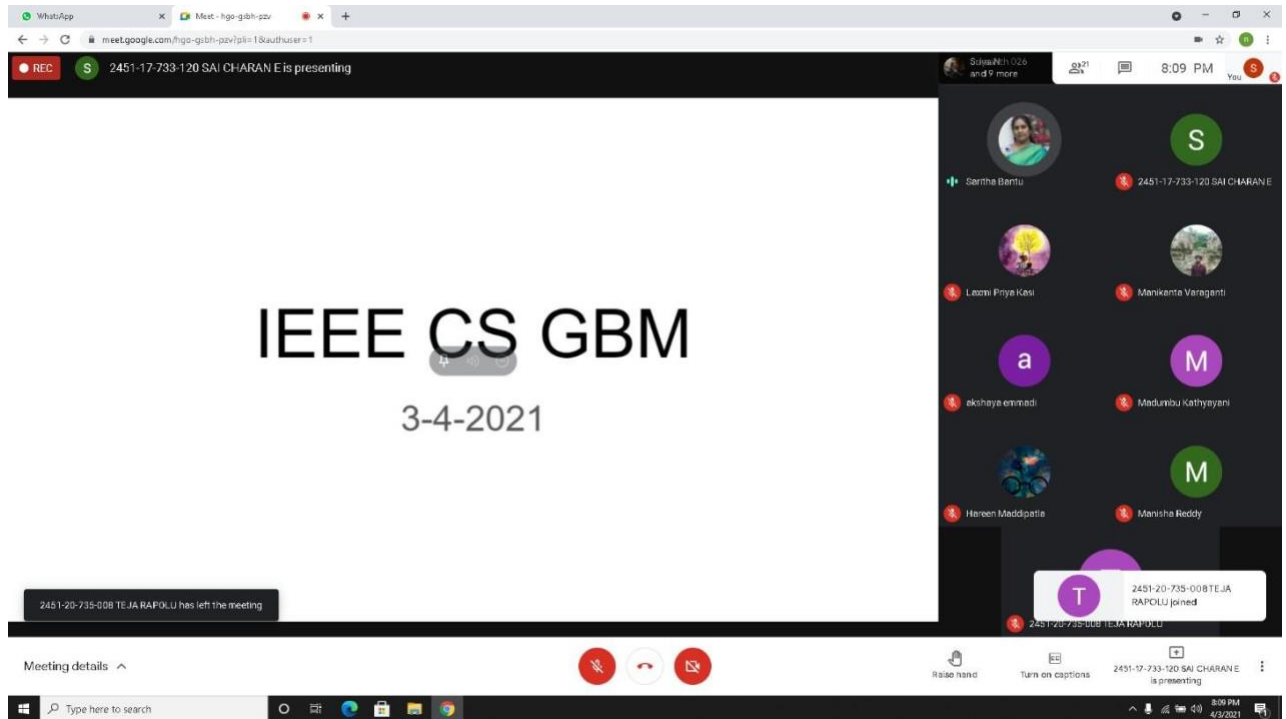 WhatsApp
Meet - hgo-gsbh-pzv
meet.google.com/hgo-gsbh-pzv?pli=1&authuser=1
REC
S
2451-17-733-120 SAI CHARAN E is presenting
and 9 more
21
8:09 PM
You
S
IEEE CS GBM
3-4-2021
Saritha Bantu
S
2451-17-733-120 SAI CHARAN E
Laxmi Priya Kasi
Manikanta Varaganti
a
akshaya emmadi
M
Madumbu Kathyayani
Hareen Maddipatla
M
Manisha Reddy
T
2451-20-735-008 TEJA
RAPOLU joined
2451-20-735-008 TEJA RAPOLU
2451-20-735-008 TEJA RAPOLU has left the meeting
Meeting details
Raise hand
Turn on captions
2451-17-733-120 SAI CHARAN E
is presenting
Type here to search
8:09 PM
4/3/2021